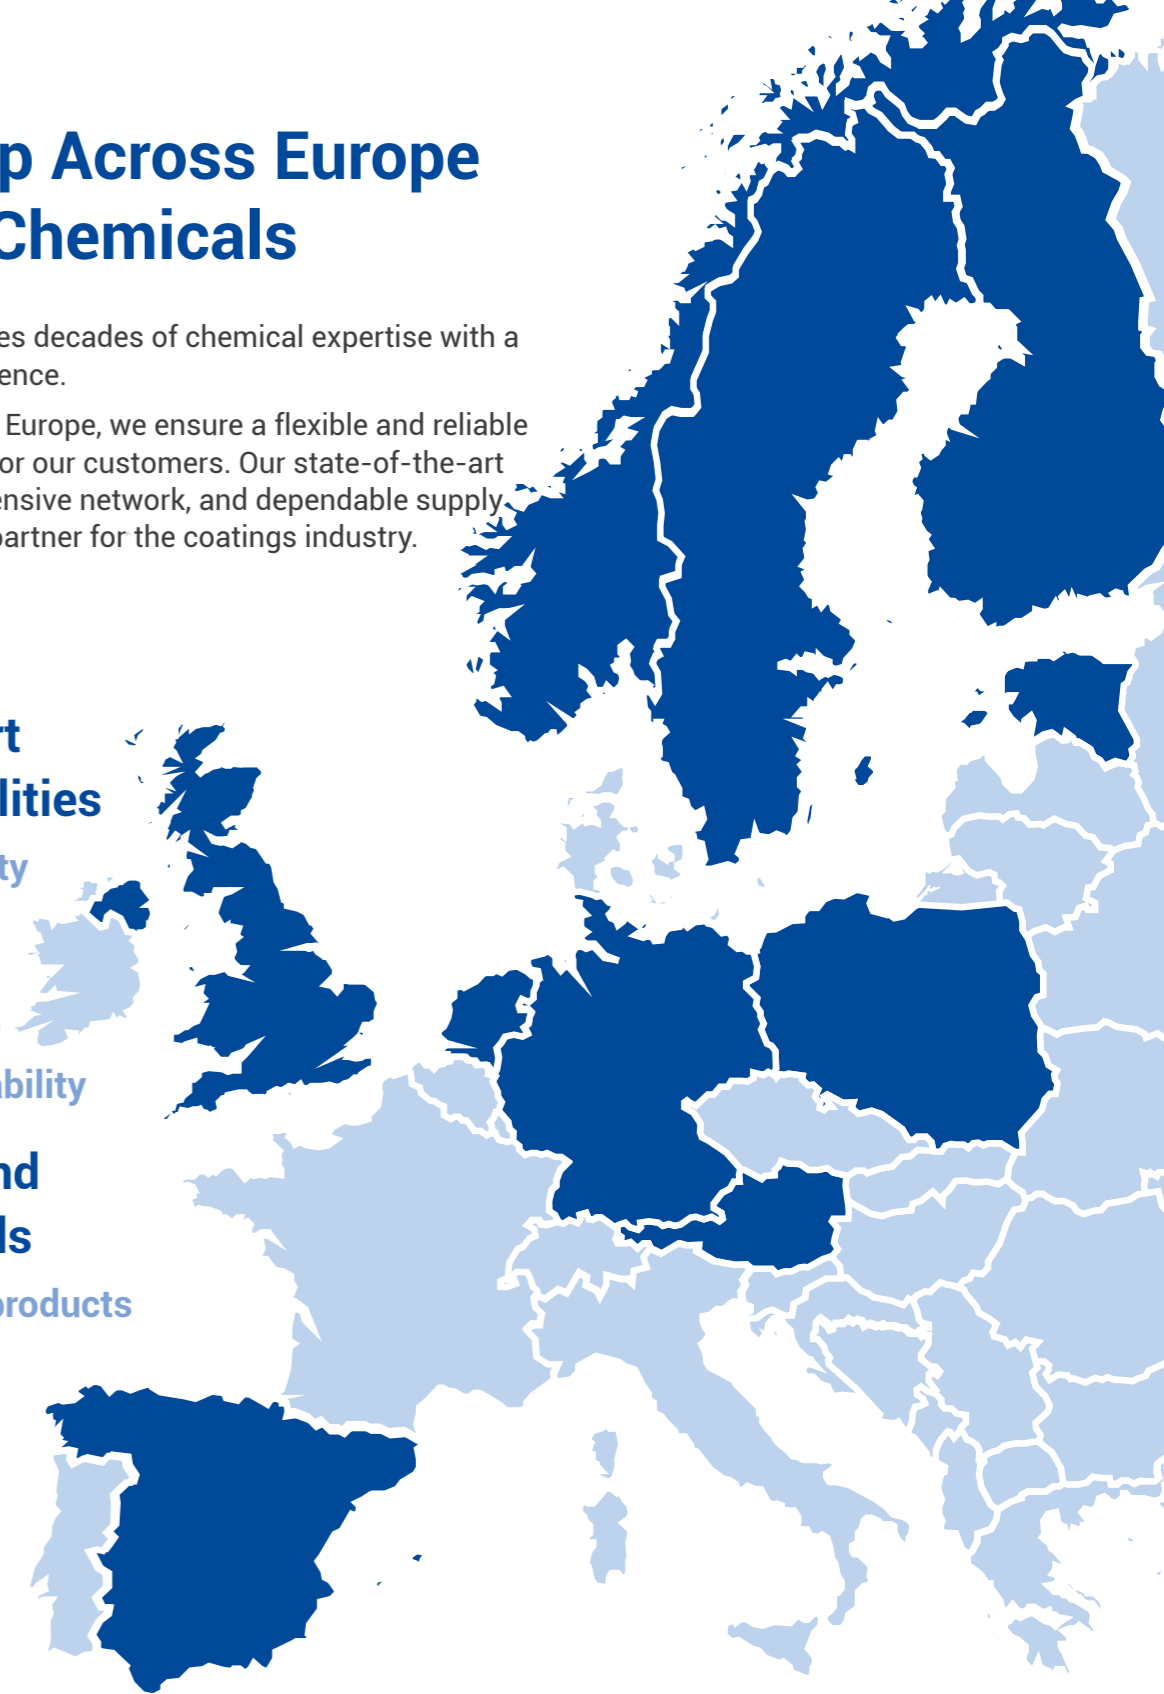 p Across Europe
Chemicals
es decades of chemical expertise with a
ence.
Europe, we ensure a flexible and reliable
or our customers. Our state-of-the-art
ensive network, and dependable supply
partner for the coatings industry.
rt
lities
ty
ability
nd
ls
products